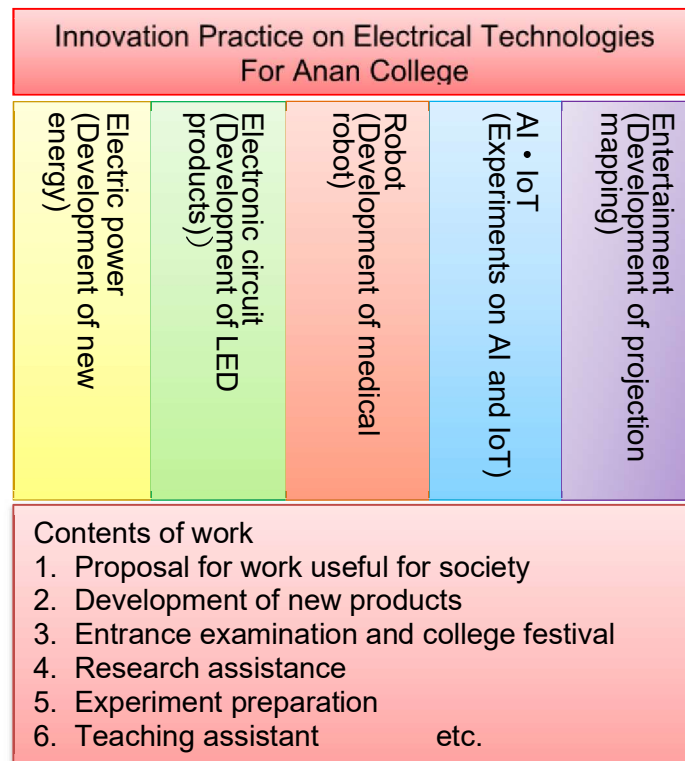 Innovation Practice on Electrical Technologies
For Anan College
Electric power
(Development of new
energy)
Electronic circuit
(Development of LED
products)）
Robot
(Development of medical
robot)
AI・IoT
(Experiments on AI and IoT)
Entertainment
(Development of projection
mapping)
Contents of work
1. Proposal for work useful for society
2. Development of new products
3. Entrance examination and college festival
4. Research assistance
5. Experiment preparation
6. Teaching assistant etc.